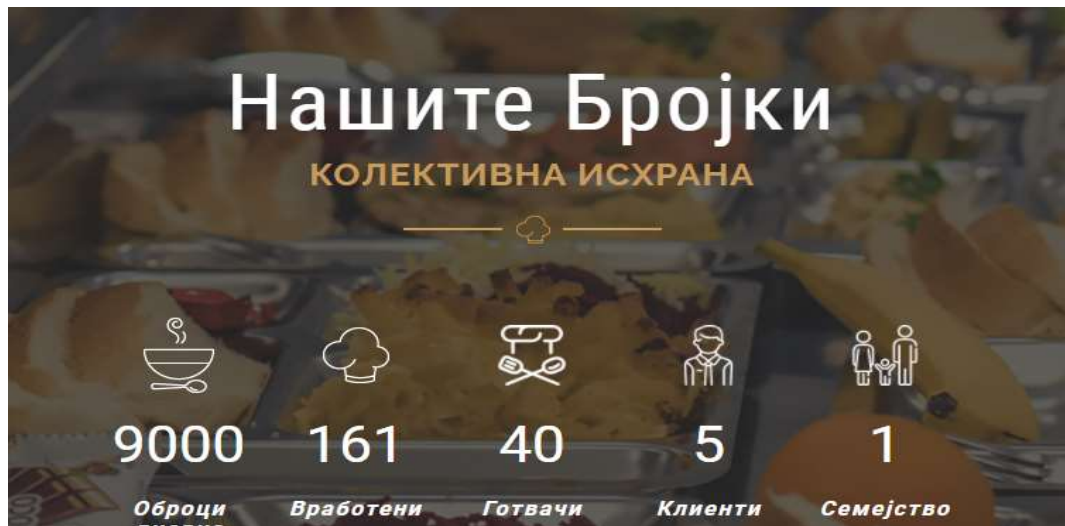 Нашите Бројки
КОЛЕКТИВНА ИСХРАНА
9000 161 40 5 1
Оброци Вработени Готвачи Клиенти Семејство